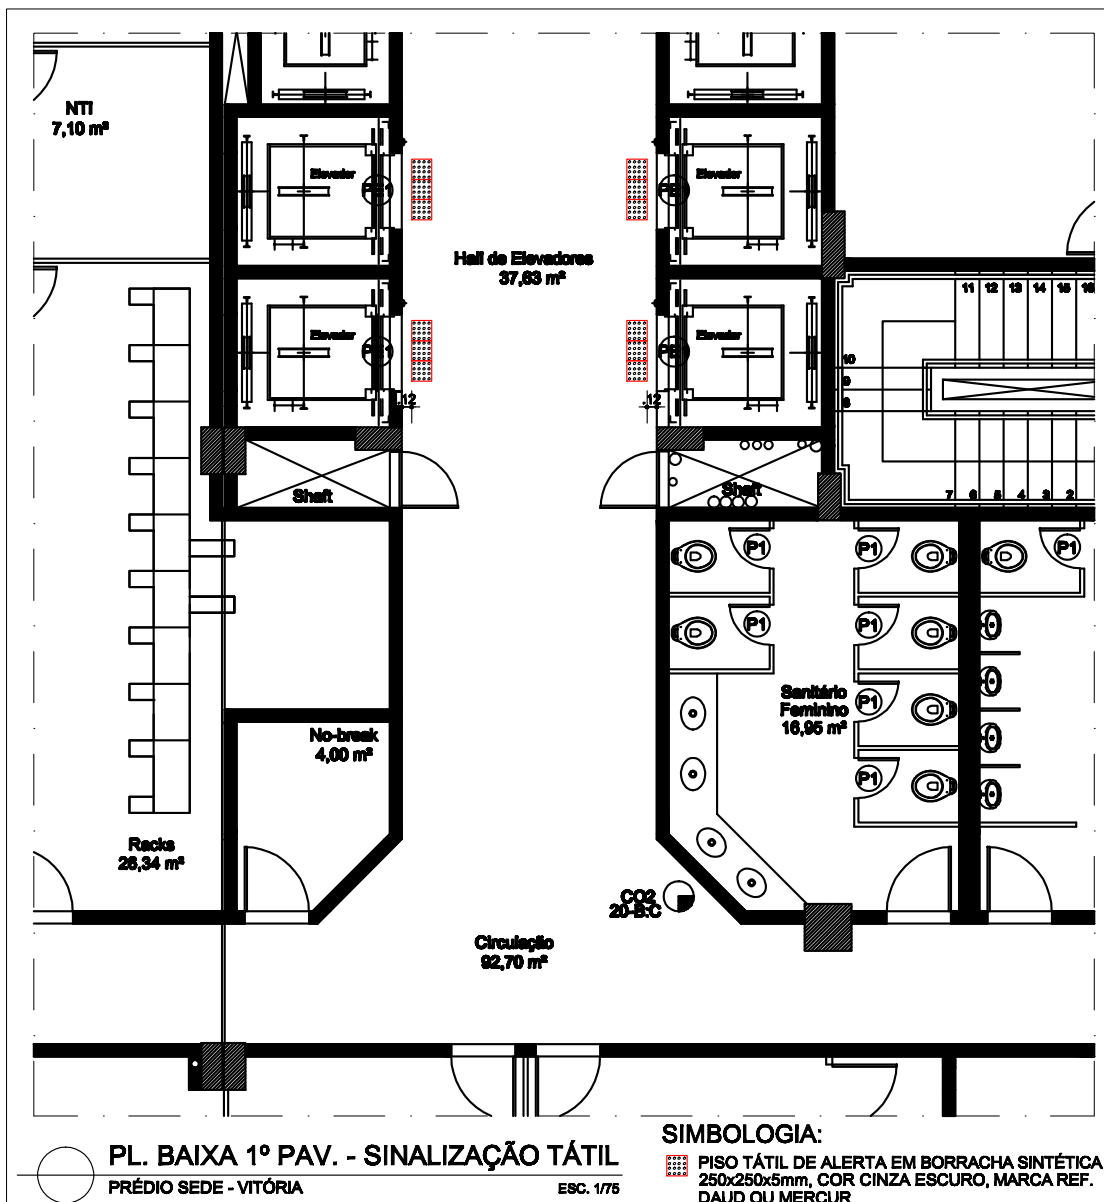 NTI
7,10 m²
Elevador
Elevador
PE1
PE1
Hall de Elevadores
37,63 m²
11 12 13 14 15 16
Elevador
Elevador
PE1
PE1
10
9
8
.12
.12
Shaft
Shaft
7 6 5 4 3 2
P1
P1
P1
P1
P1
P1
Sanitário
Feminino
16,95 m²
P1
No-break
4,00 m²
P1
Racks
26,34 m²
CO2
20-B:C
Circulação
92,70 m²
PL. BAIXA 1º PAV. - SINALIZAÇÃO TÁTIL
PRÉDIO SEDE - VITÓRIA
ESC. 1/75
SIMBOLOGIA:
PISO TÁTIL DE ALERTA EM BORRACHA SINTÉTICA
250x250x5mm, COR CINZA ESCURO, MARCA REF.
DAUD OU MERCUR